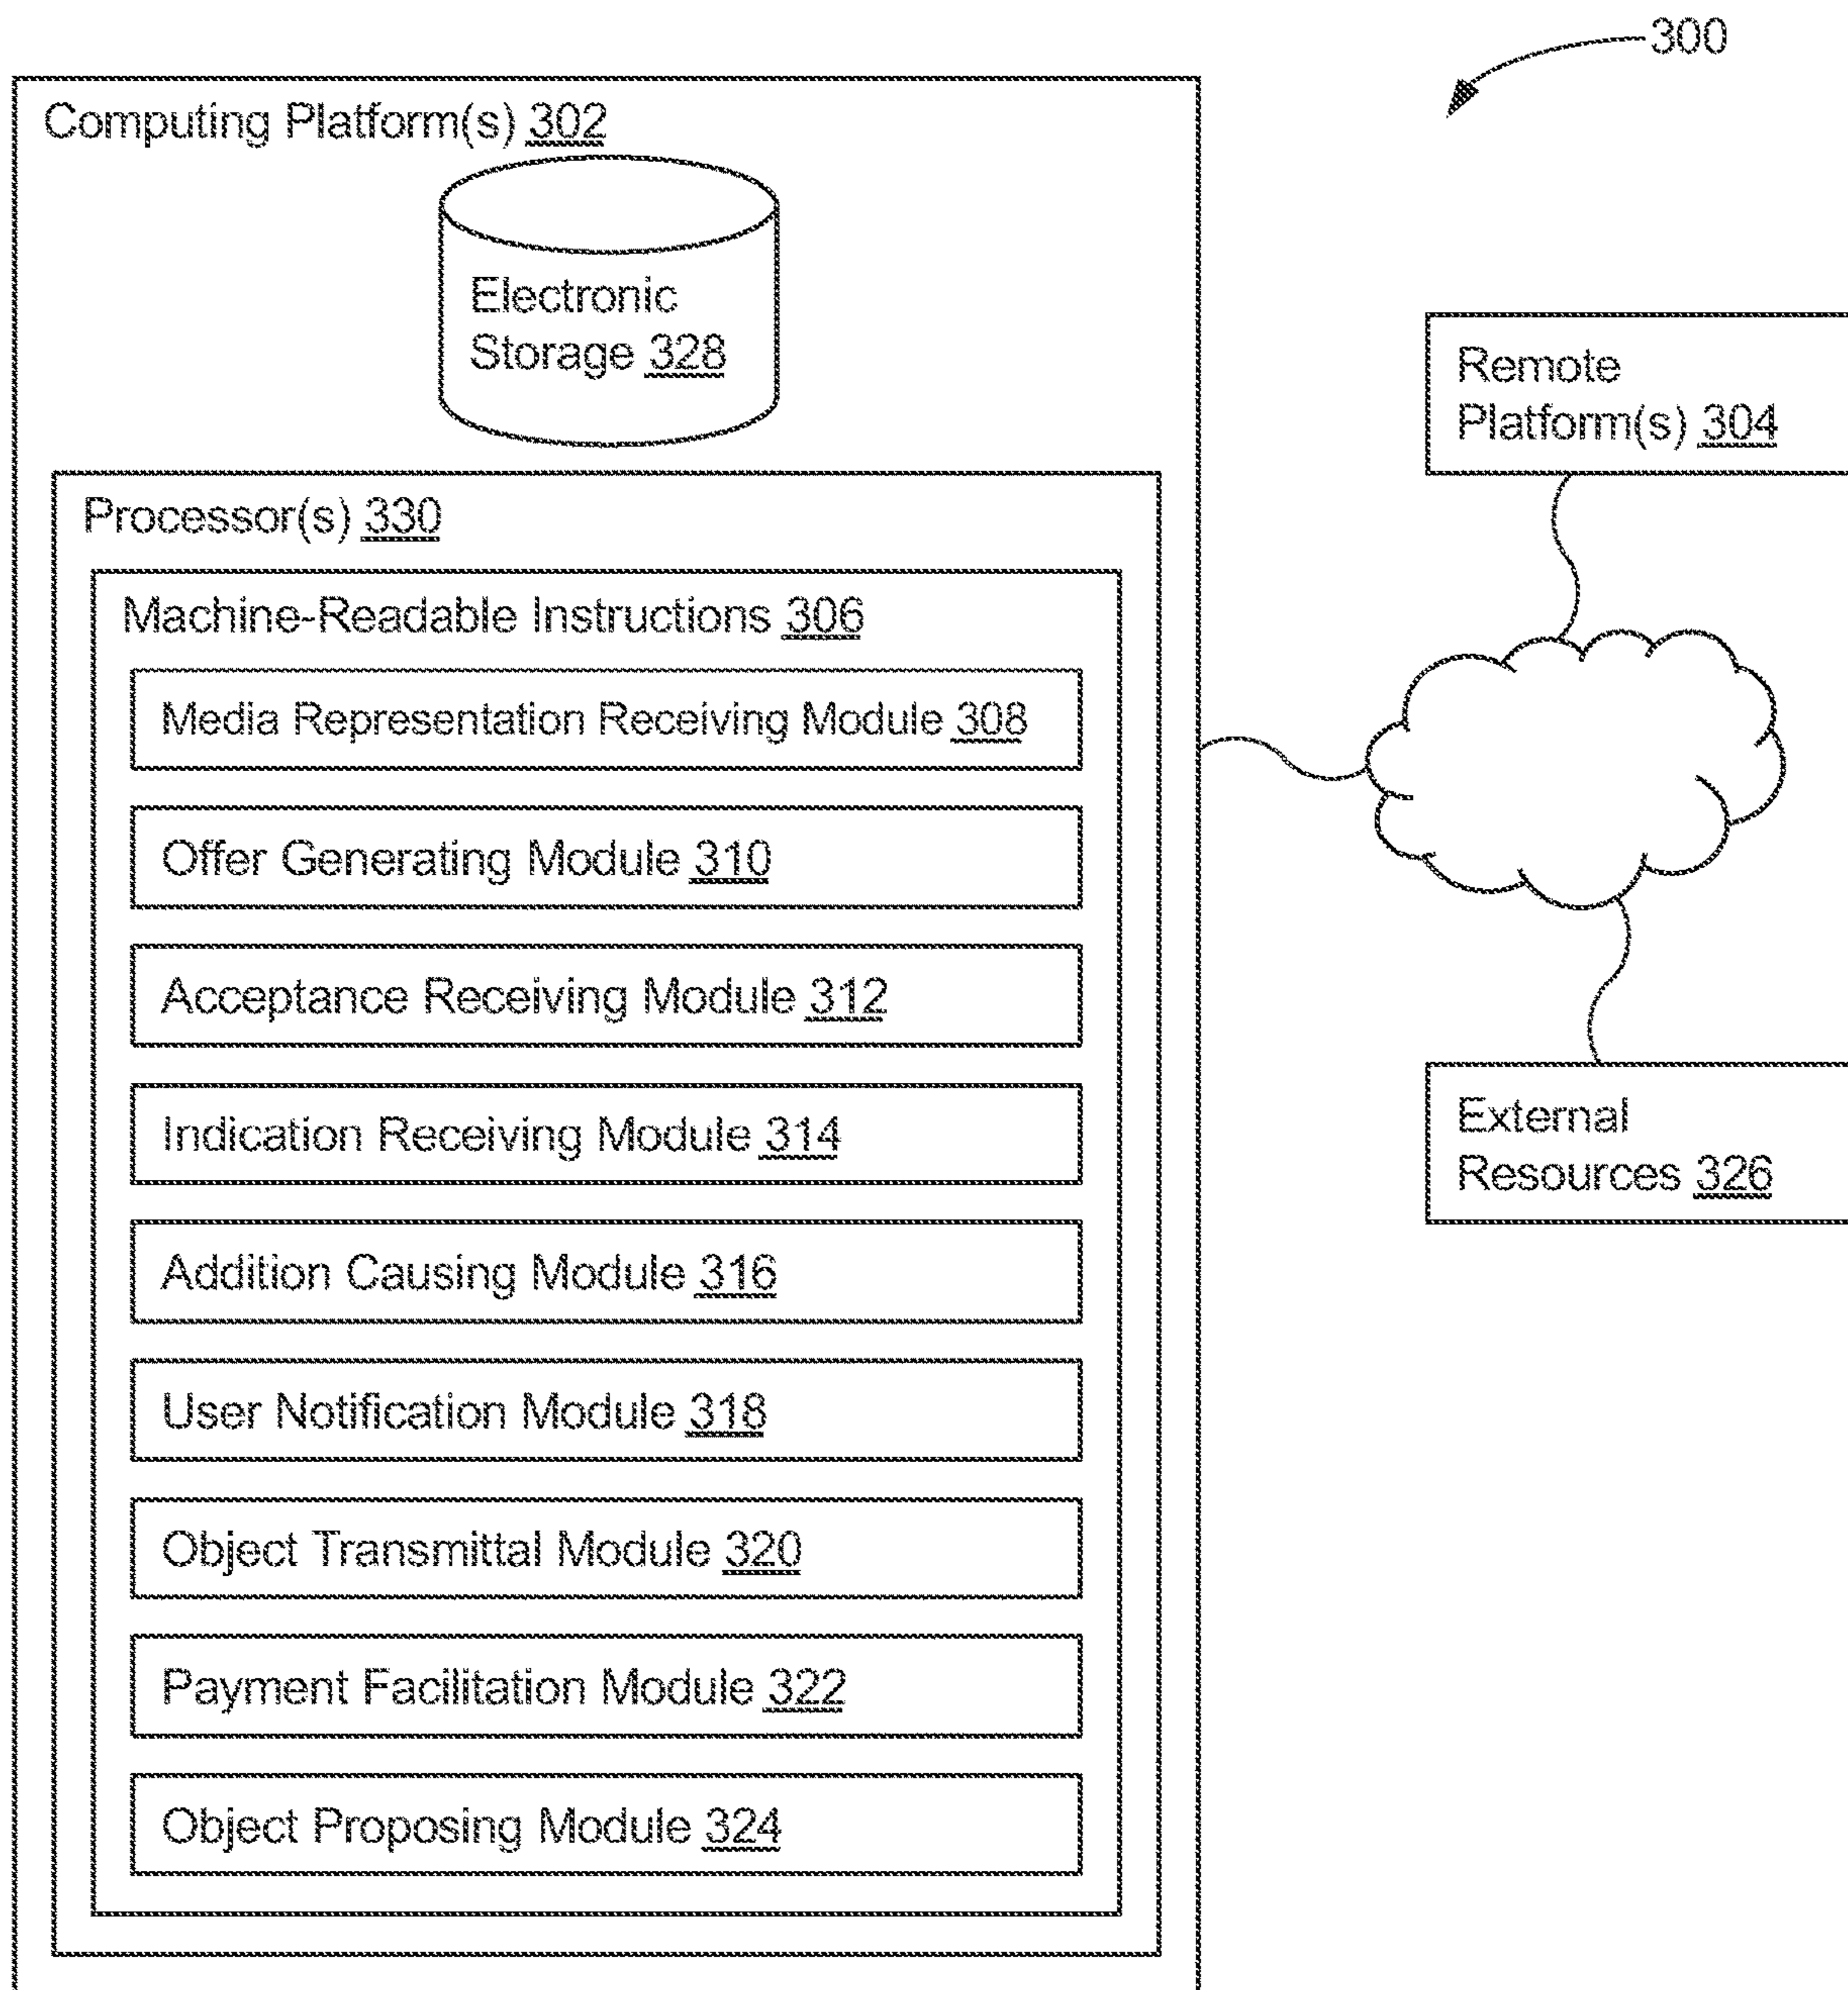 300
Computing Platform(s) 302
Electronic
Storage 328
Remote
Platform(s) 304
Processor(s) 330
Machine-Readable Instructions 306
Media Representation Receiving Module 308
Offer Generating Module 310
Acceptance Receiving Module 312
Indication Receiving Module 314
External
Resources 326
Addition Causing Module 316
User Notification Module 318
Object Transmittal Module 320
Payment Facilitation Module 322
Object Proposing Module 324